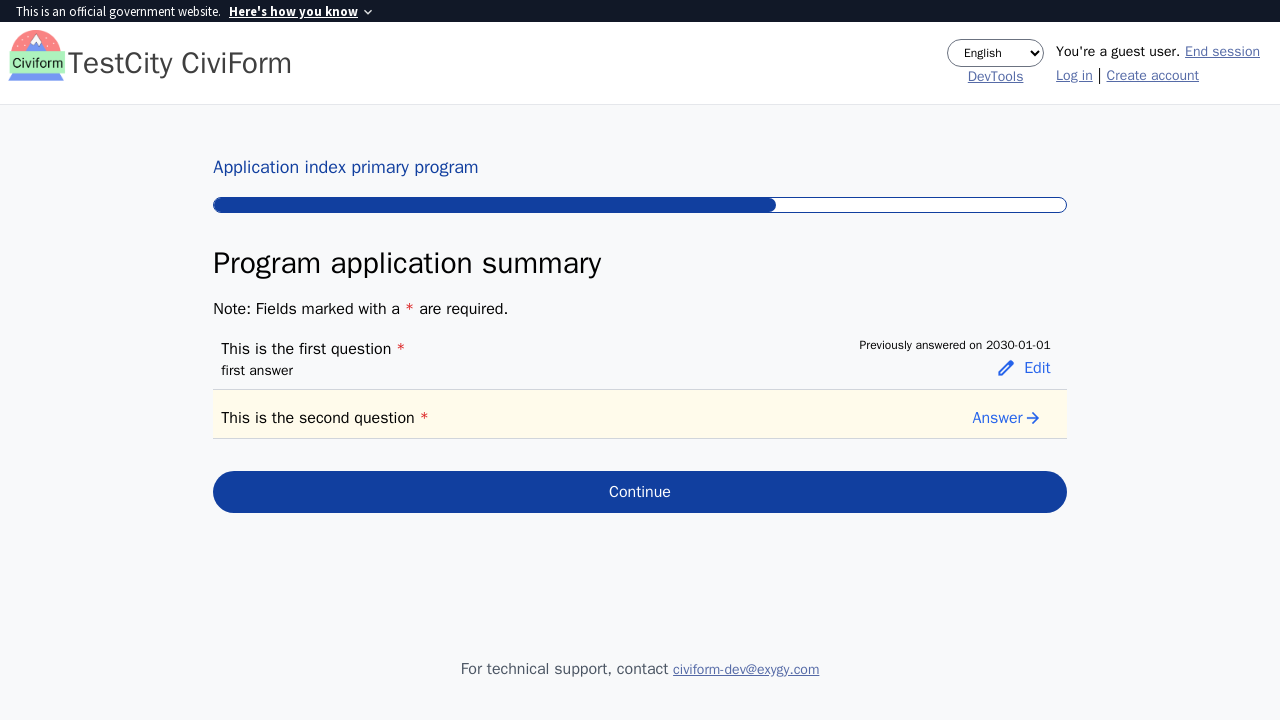 This is an official government website. Here's how you know
Civiform
TestCity CiviForm
English
DevTools
You're a guest user. End session
Log in | Create account
Application index primary program
Program application summary
Note: Fields marked with a * are required.
This is the first question *
first answer
Previously answered on 2030-01-01
Edit
This is the second question *
Answer
Continue
For technical support, contact civiform-dev@exygy.com